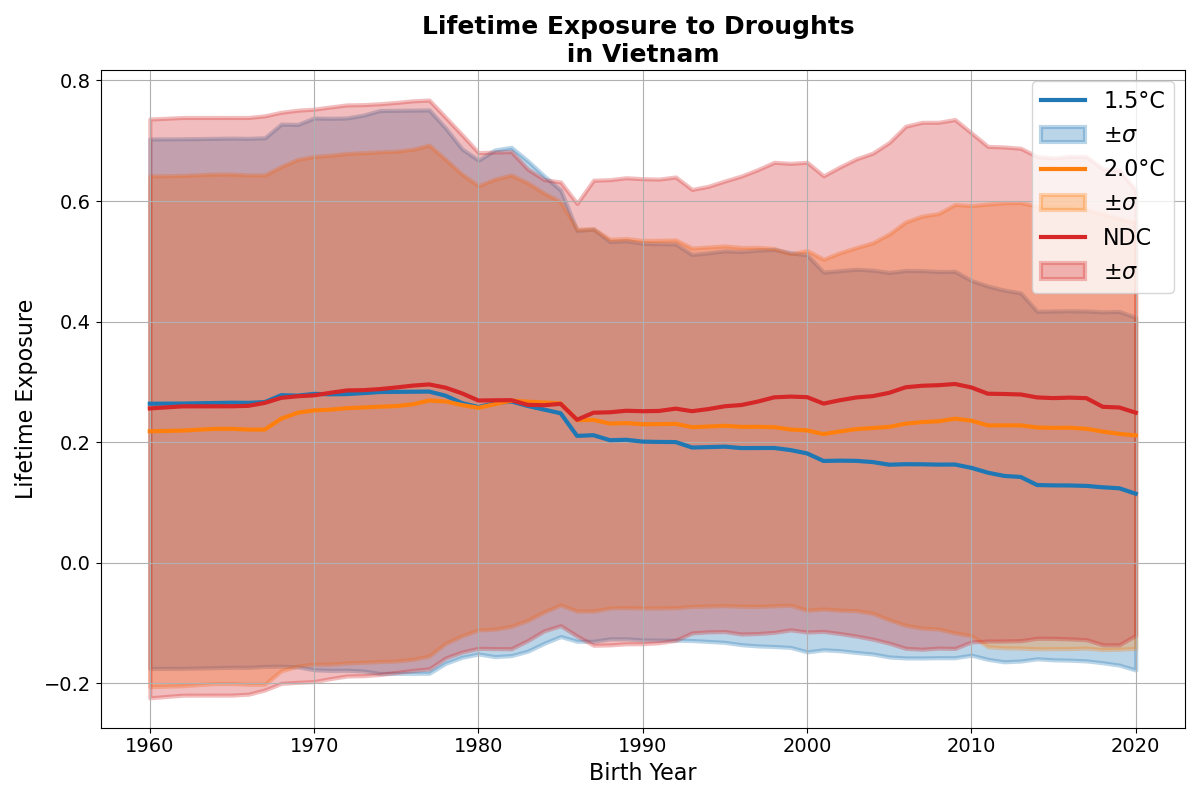 Lifetime Exposure to Droughts
in Vietnam
Lifetime Exposure
0.8
0.6
0.4
0.2
0.0
−0.2
1960
1970
1980
1990
2000
2010
2020
Birth Year
1.5°C
±σ
2.0°C
±σ
NDC
±σ